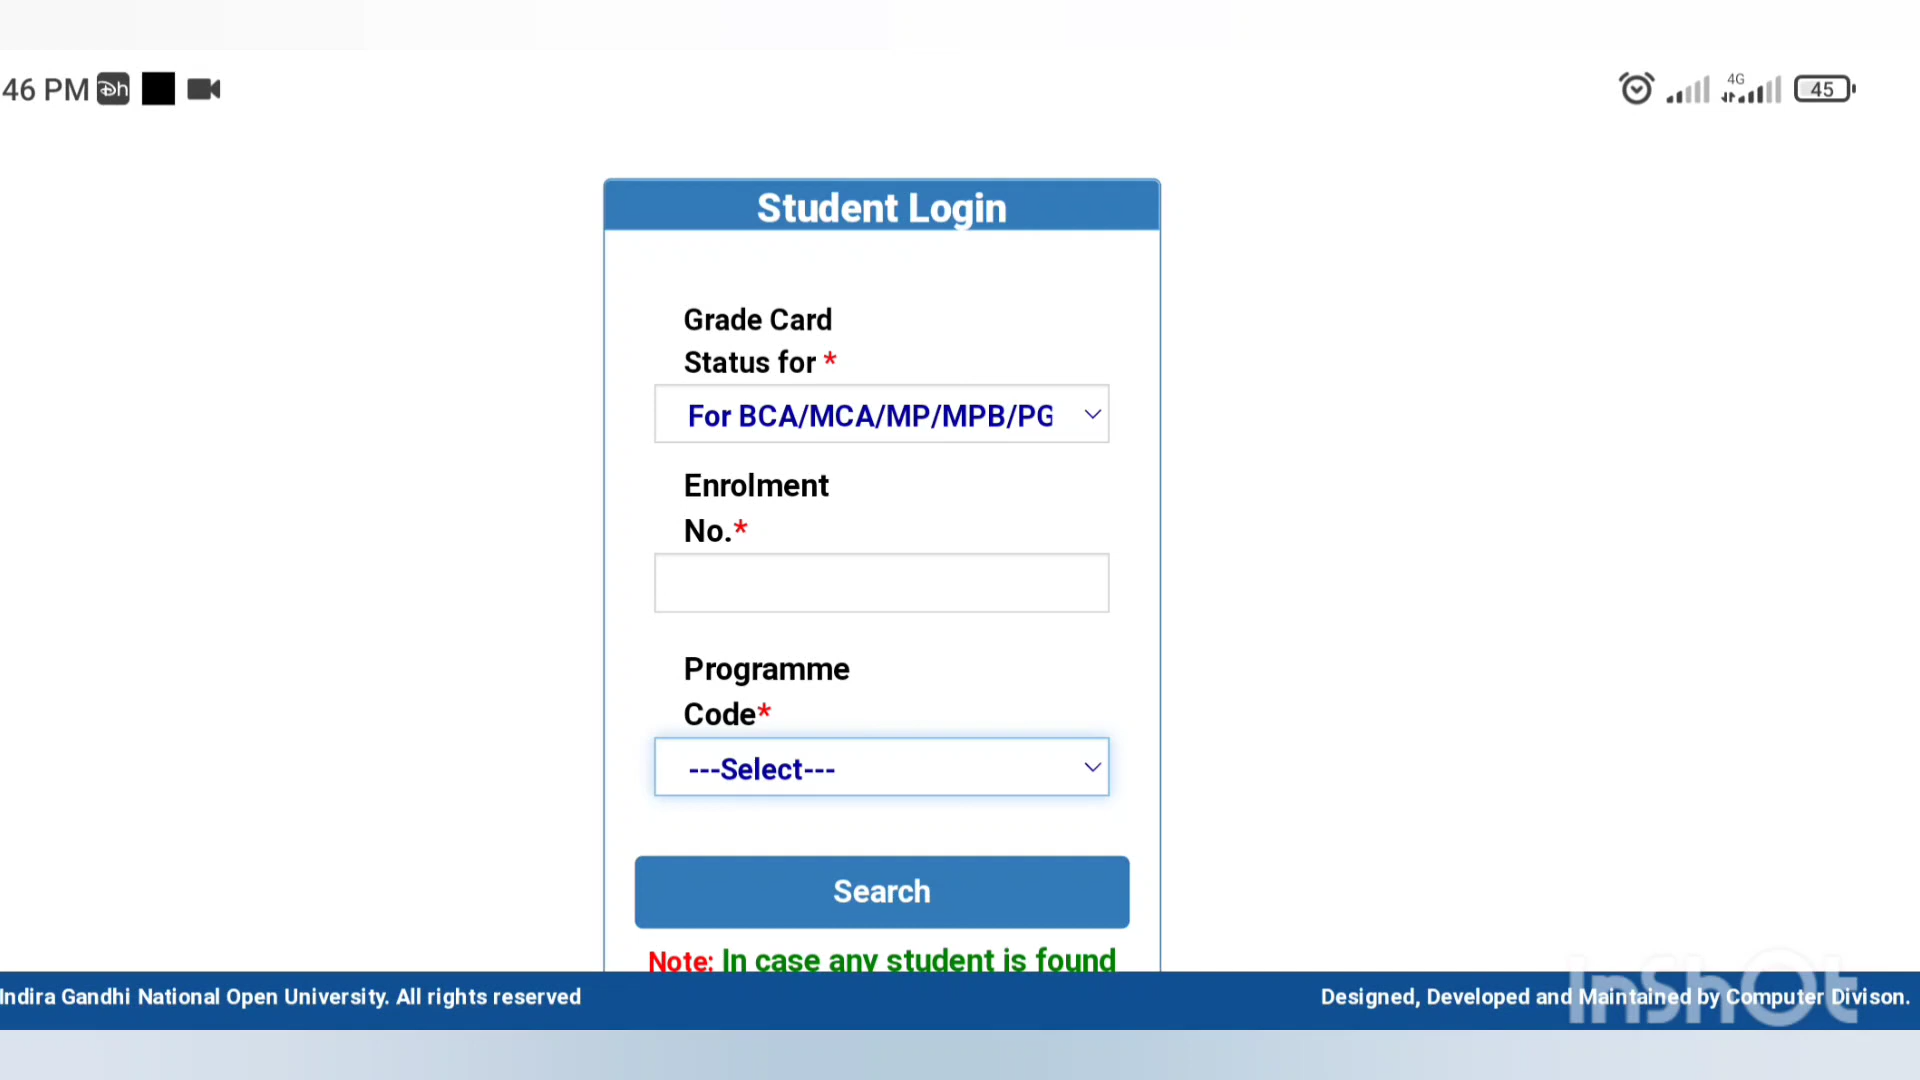 46 PM
4G
45
Student Login
Grade Card
Status for *
For BCA/MCA/MP/MPB/PG
Enrolment
No.*
Programme
Code*
---Select---
Search
Note: In case any student is found
Indira Gandhi National Open University. All rights reserved
Designed, Developed and Maintained by Computer Divison.
InShOt